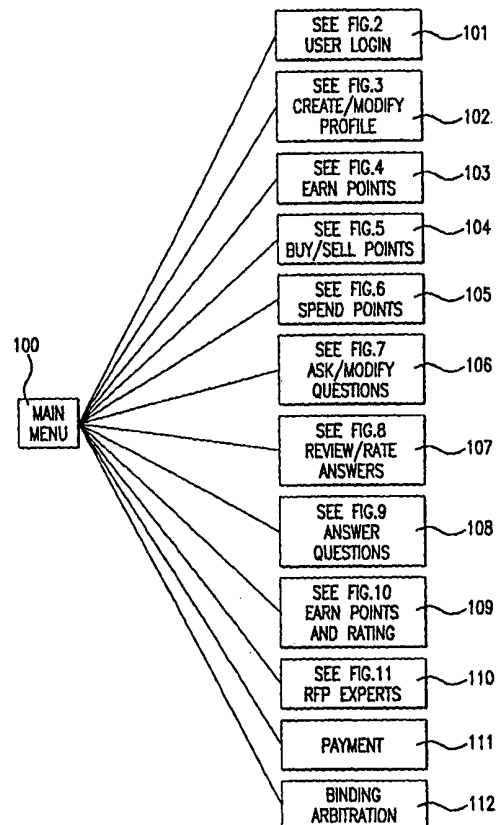 SEE FIG.2
USER LOGIN
101
SEE FIG.3
CREATE/MODIFY
PROFILE
102
SEE FIG.4
EARN POINTS
103
SEE FIG.5
BUY/SELL POINTS
104
SEE FIG.6
SPEND POINTS
105
100
MAIN
MENU
SEE FIG.7
ASK/MODIFY
QUESTIONS
106
SEE FIG.8
REVIEW/RATE
ANSWERS
107
SEE FIG.9
ANSWER
QUESTIONS
108
SEE FIG.10
EARN POINTS
AND RATING
109
SEE FIG.11
RFP EXPERTS
110
PAYMENT
111
BINDING
ARBITRATION
112